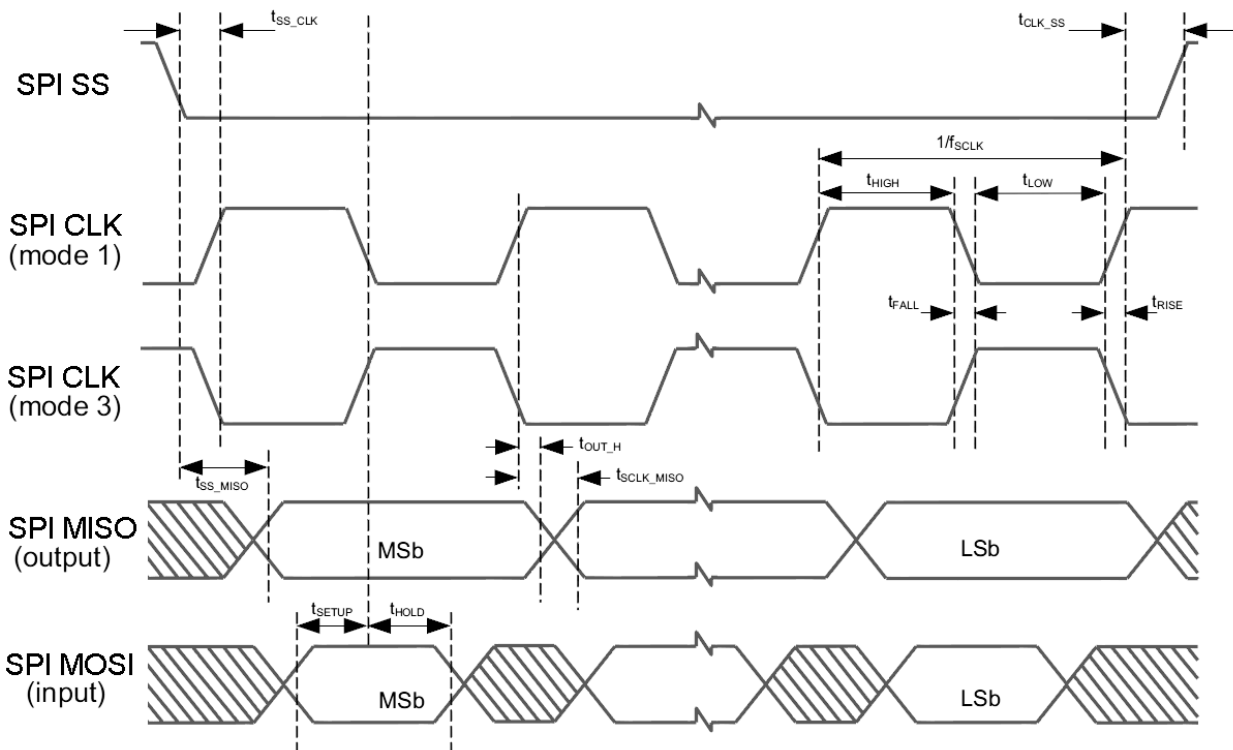 tSS_CLK
tCLK_SS
SPI SS
1/fSCLK
tHIGH
tLOW
SPI CLK
(mode 1)
tFALL
tRISE
SPI CLK
(mode 3)
tOUT_H
tSS_MISO
tSCLK_MISO
SPI MISO
(output)
MSb
LSb
tSETUP
tHOLD
SPI MOSI
(input)
MSb
LSb